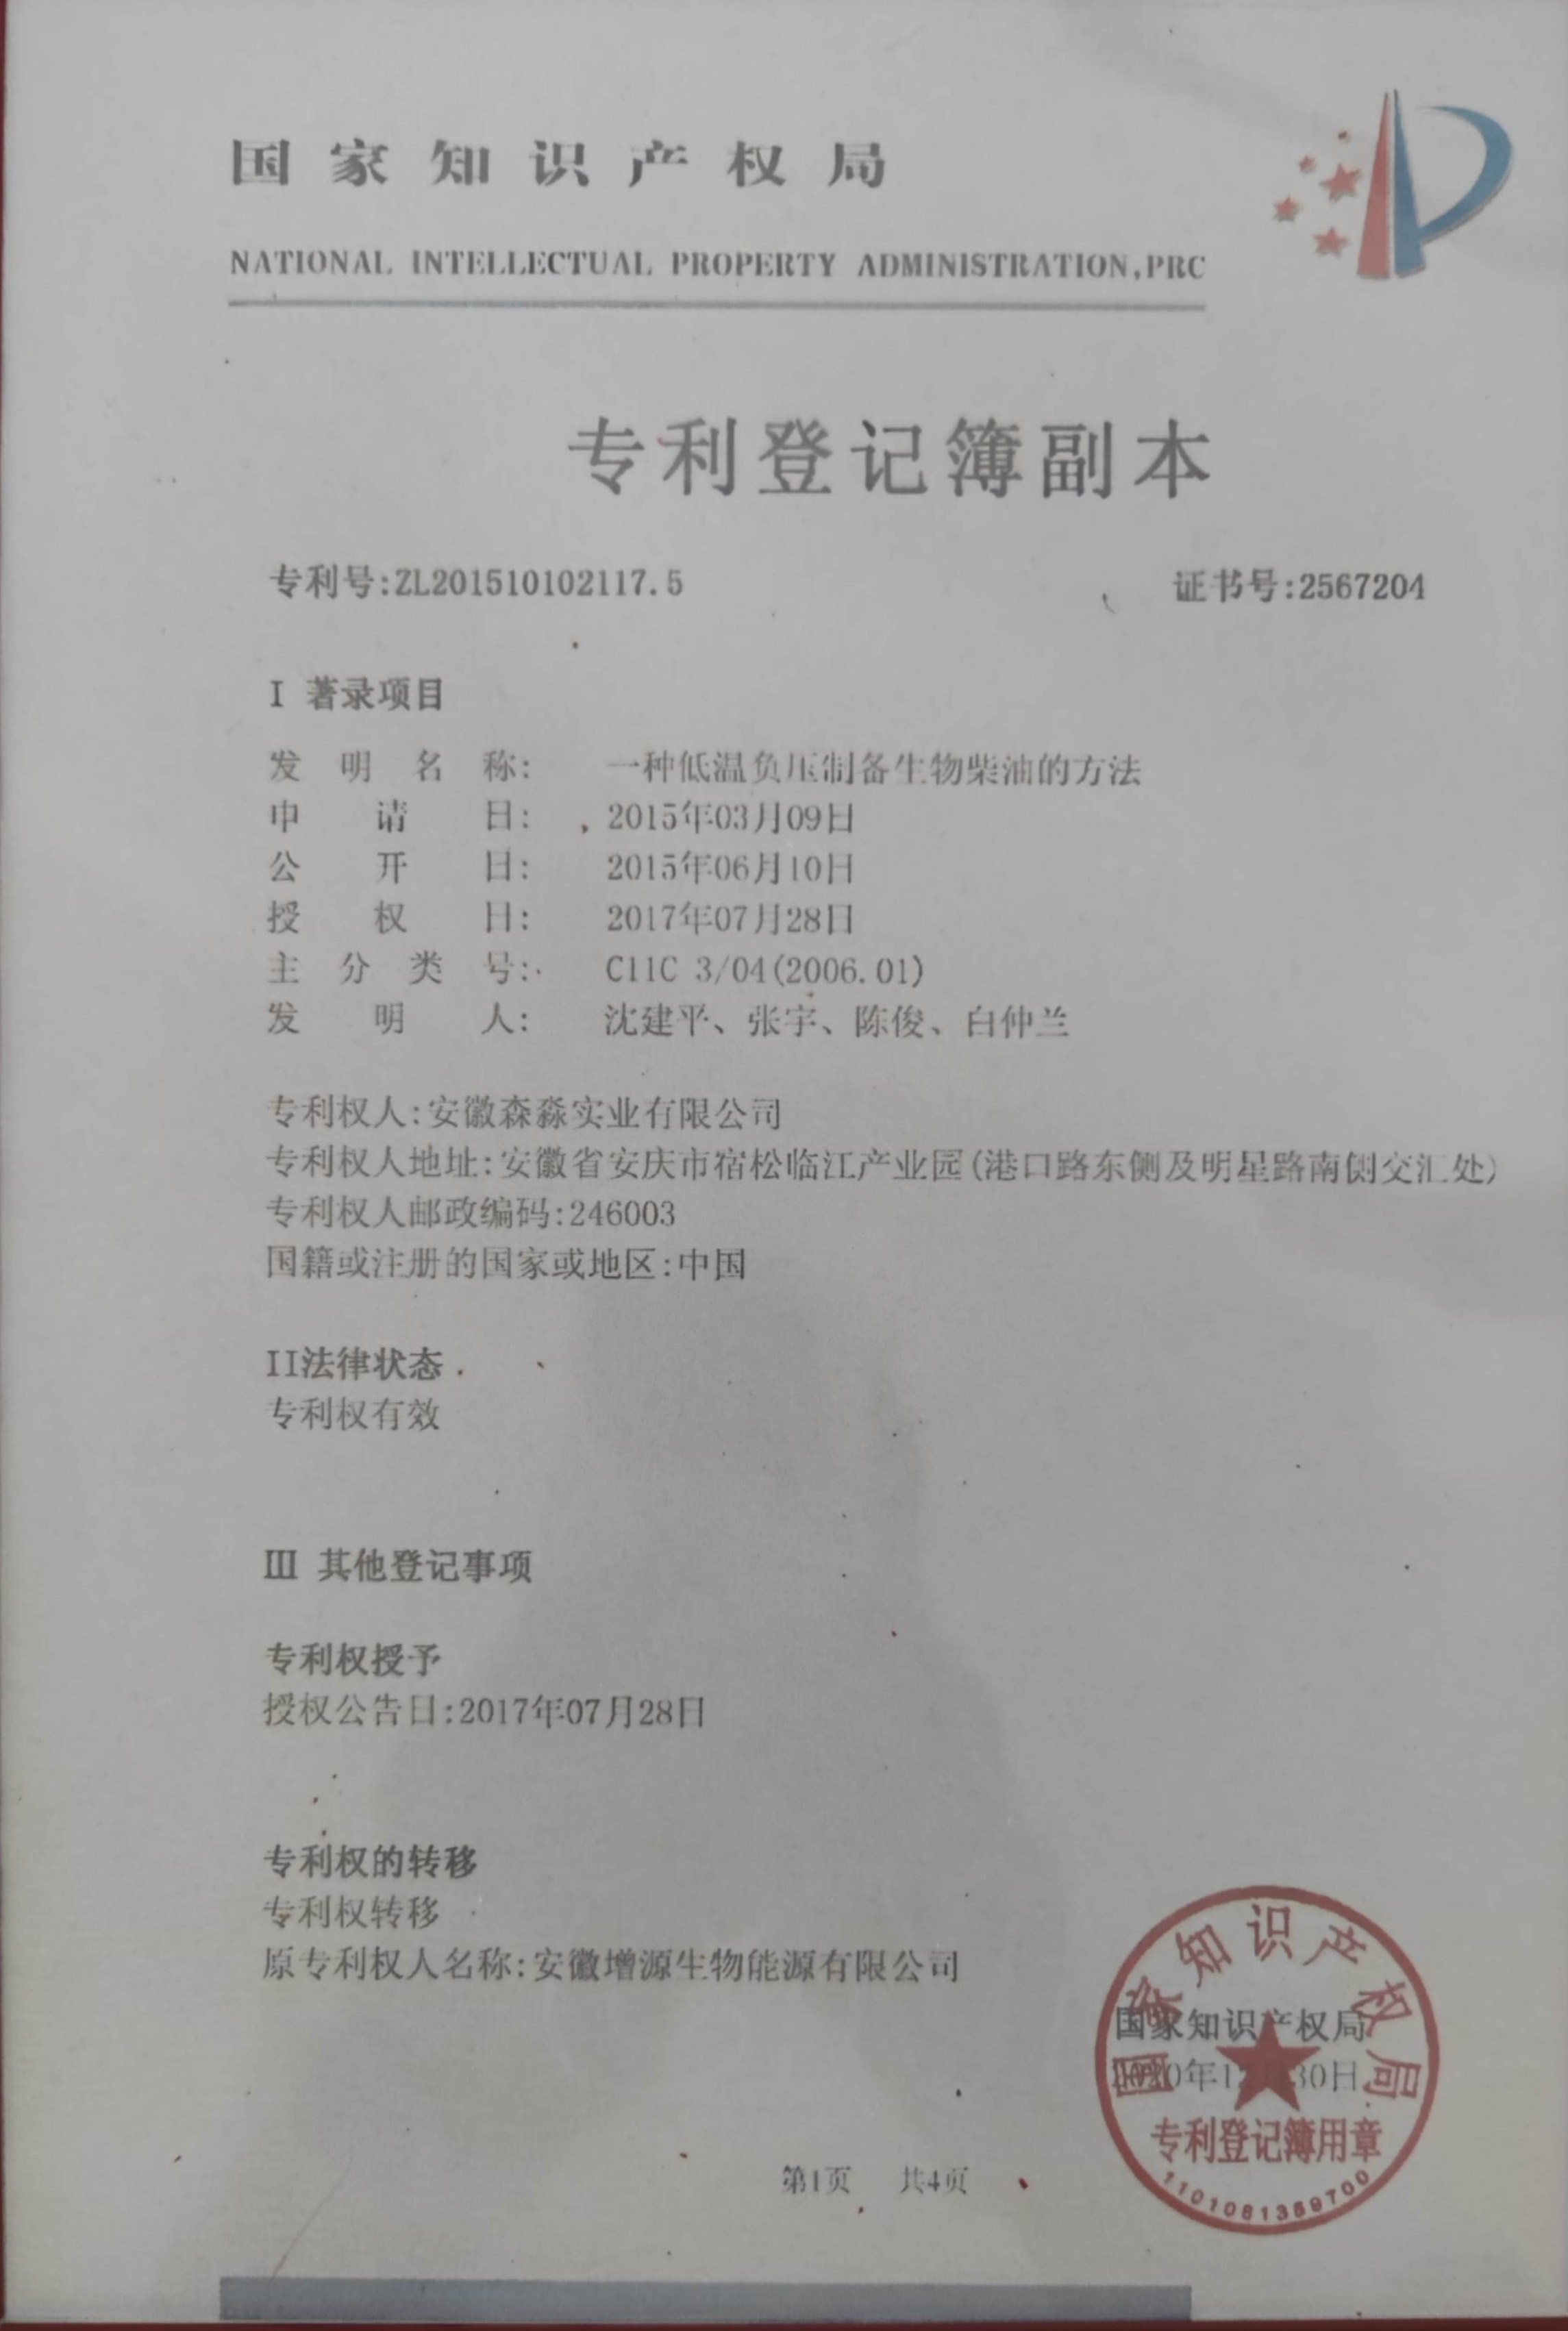 国家知识产权局
NATIONAL INTELLECTUAL PROPERTY ADMINISTRATION,PRC
专利登记簿副本
专利号:ZL201510102117.5 证书号:2567204
I 著录项目
发明名称: 一种低温负压制备生物柴油的方法
申请日: 2015年03月09日
公开日: 2015年06月10日
授权日: 2017年07月28日
主分类号: C11C 3/04(2006.01)
发明人: 沈建平、张宇、陈俊、白仲兰
专利权人:安徽森淼实业有限公司
专利权人地址:安徽省安庆市宿松临江产业园(港口路东侧及明星路南侧交汇处)
专利权人邮政编码:246003
国籍或注册的国家或地区:中国
II法律状态
专利权有效
III 其他登记事项
专利权授予
授权公告日:2017年07月28日
专利权的转移
专利权转移
原专利权人名称:安徽增源生物能源有限公司
国家知识产权局
国家知识产权局
30日
专利登记簿用章
第1页 共4页